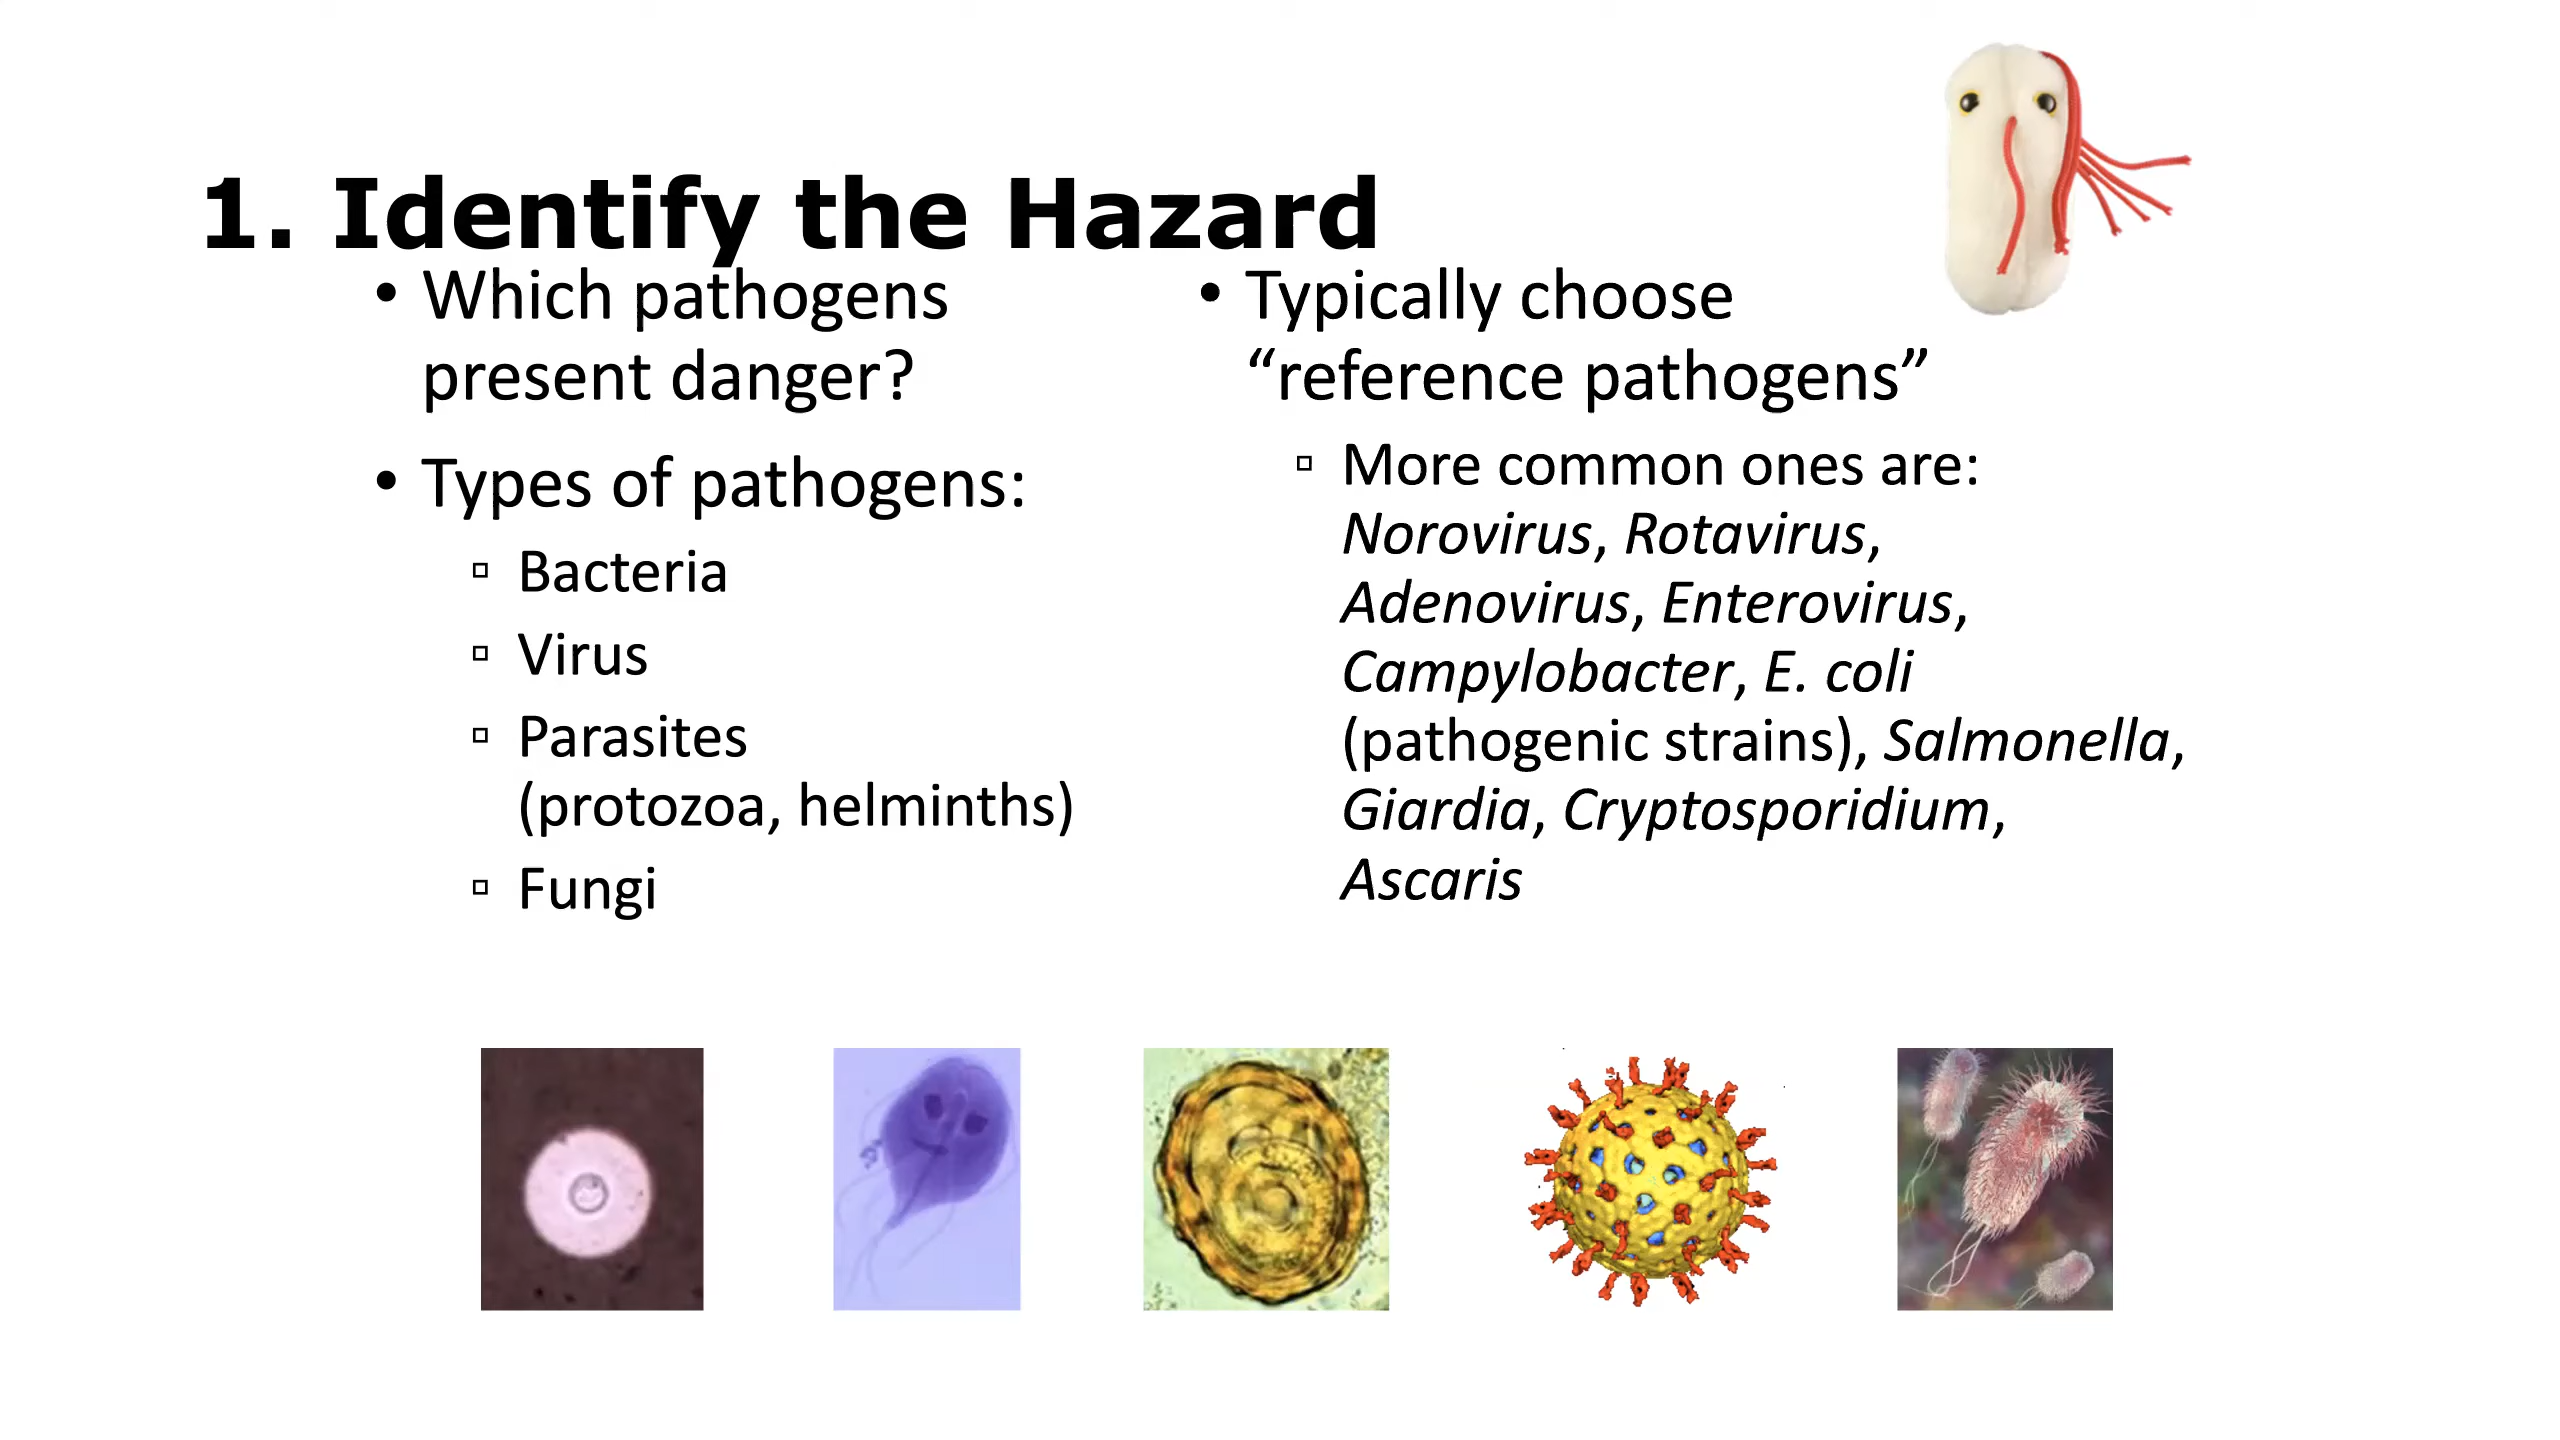 1. Identify the Hazard
• Which pathogens
present danger?
• Types of pathogens:
▫ Bacteria
▫ Virus
▫ Parasites
(protozoa, helminths)
▫ Fungi
• Typically choose
“reference pathogens”
▫ More common ones are:
Norovirus, Rotavirus,
Adenovirus, Enterovirus,
Campylobacter, E. coli
(pathogenic strains), Salmonella,
Giardia, Cryptosporidium,
Ascaris